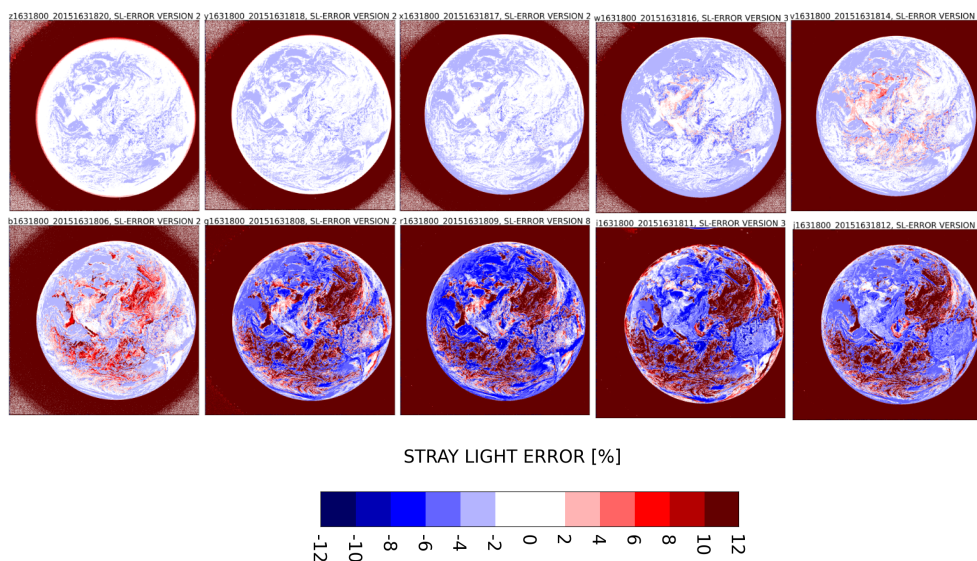 z1631800_20151631820, SL-ERROR VERSION 2
y1631800_20151631818, SL-ERROR VERSION 2
x1631800_20151631817, SL-ERROR VERSION 2
w1631800_20151631816, SL-ERROR VERSION 3
v1631800_20151631814, SL-ERROR VERSION
b1631800_20151631806, SL-ERROR VERSION 2
g1631800_20151631808, SL-ERROR VERSION 2
r1631800_20151631809, SL-ERROR VERSION 8
i1631800_20151631811, SL-ERROR VERSION 3
j1631800_20151631812, SL-ERROR VERSION
STRAY LIGHT ERROR [%]
-12 -10 -8 -6 -4 -2 0 2 4 6 8 10 12